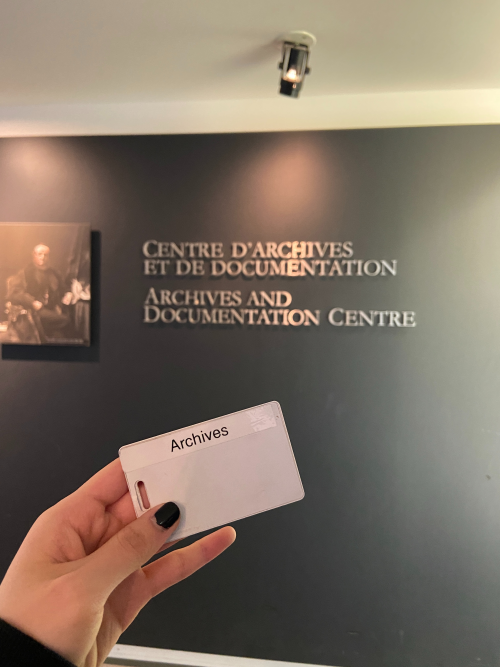 CENTRE D'ARCHIVES
ET DE DOCUMENTATION
ARCHIVES AND
DOCUMENTATION CENTRE
Archives